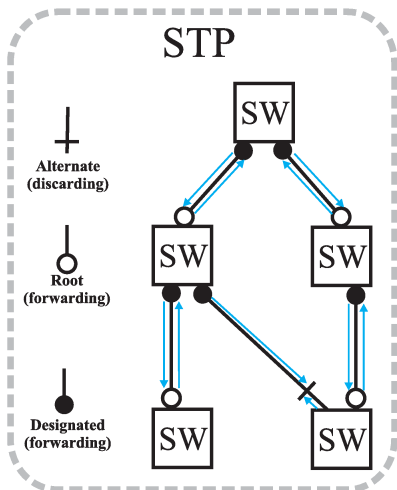 STP
SW
Alternate
(discarding)
SW
SW
Root
(forwarding)
Designated
(forwarding)
SW
SW